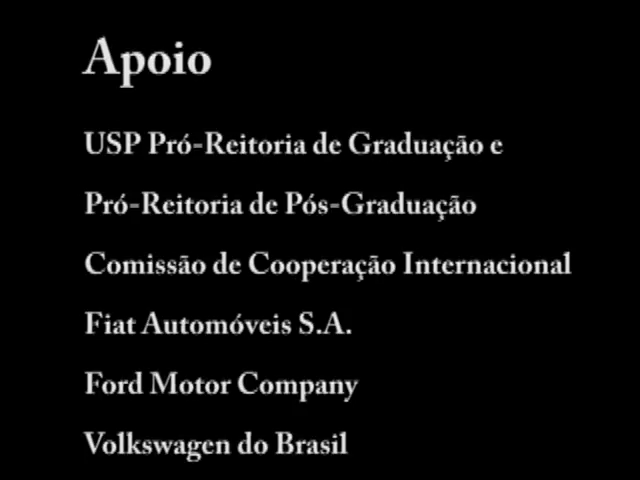 Apoio
USP Pró-Reitoria de Graduação e
Pró-Reitoria de Pós-Graduação
Comissão de Cooperação Internacional
Fiat Automóveis S.A.
Ford Motor Company
Volkswagen do Brasil